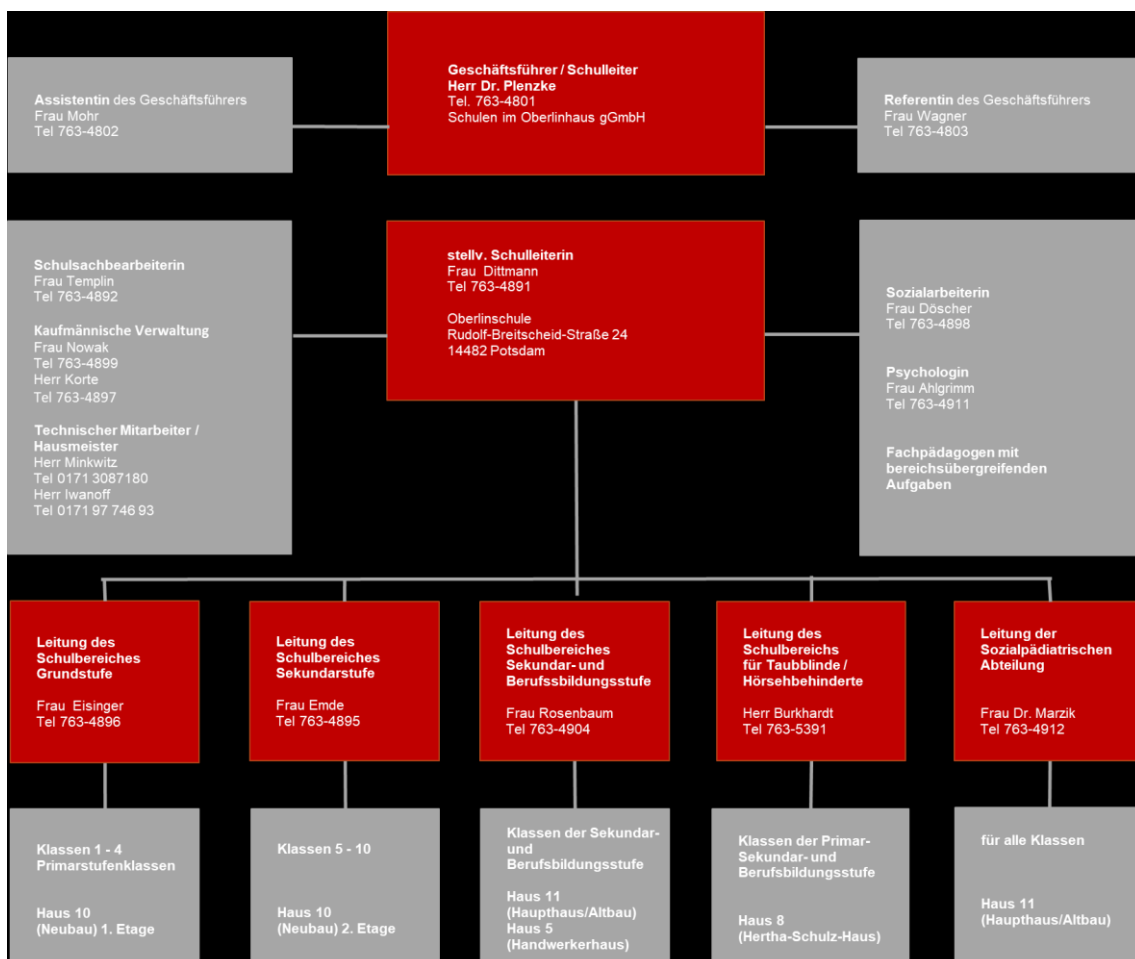 Assistentin des Geschäftsführers
Frau Mohr
Tel 763-4802
Geschäftsführer / Schulleiter
Herr Dr. Plenzke
Tel. 763-4801
Schulen im Oberlinhaus gGmbH
Referentin des Geschäftsführers
Frau Wagner
Tel 763-4803
Schulsachbearbeiterin
Frau Templin
Tel 763-4892
Kaufmännische Verwaltung
Frau Nowak
Tel 763-4899
Herr Korte
Tel 763-4897
Technischer Mitarbeiter /
Hausmeister
Herr Minkwitz
Tel 0171 3087180
Herr Iwanoff
Tel 0171 97 746 93
stellv. Schulleiterin
Frau Dittmann
Tel 763-4891
Oberlinschule
Rudolf-Breitscheid-Straße 24
14482 Potsdam
Sozialarbeiterin
Frau Döscher
Tel 763-4898
Psychologin
Frau Ahlgrimm
Tel 763-4911
Fachpädagogen mit
bereichsübergreifenden
Aufgaben
Leitung des
Schulbereiches
Grundstufe
Frau Eisinger
Tel 763-4896
Leitung des
Schulbereiches
Sekundarstufe
Frau Emde
Tel 763-4895
Leitung des
Schulbereiches
Sekundar- und
Berufssbildungsstufe
Frau Rosenbaum
Tel 763-4904
Leitung des
Schulbereichs
für Taubblinde /
Hörsehbehinderte
Herr Burkhardt
Tel 763-5391
Leitung der
Sozialpädiatrischen
Abteilung
Frau Dr. Marzik
Tel 763-4912
Klassen 1 - 4
Primarstufenklassen
Haus 10
(Neubau) 1. Etage
Klassen 5 - 10
Haus 10
(Neubau) 2. Etage
Klassen der Sekundar-
und
Berufsbildungsstufe
Haus 11
(Haupthaus/Altbau)
Haus 5
(Handwerkerhaus)
Klassen der Primar-
Sekundar- und
Berufsbildungsstufe
Haus 8
(Hertha-Schulz-Haus)
für alle Klassen
Haus 11
(Haupthaus/Altbau)